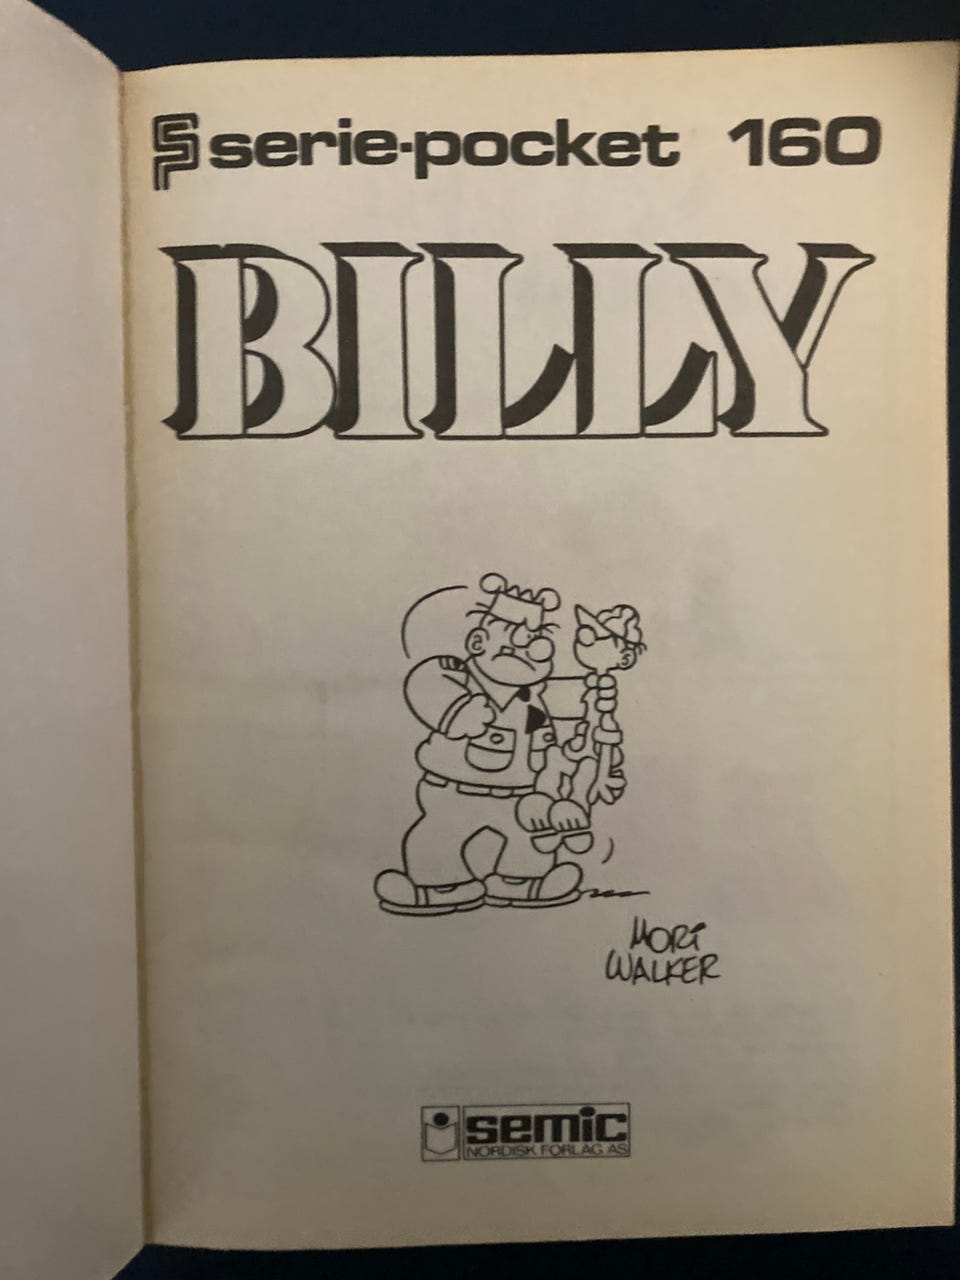 serie-pocket 160
BILLY
MORT
WALKER
semic
NORDISK FORLAG AS